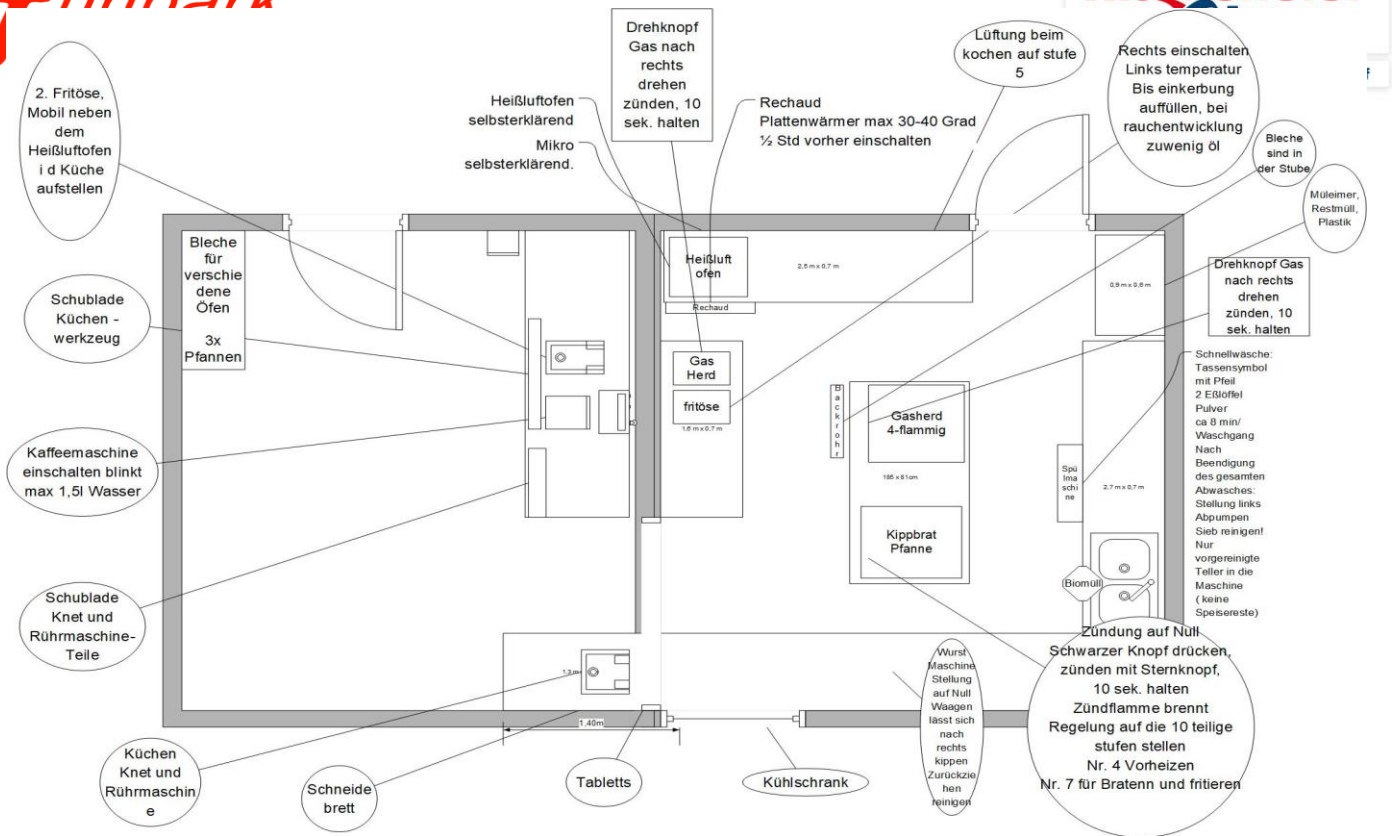 2. Fritöse,
Mobil neben
dem
Heißluftofen
i d Küche
aufstellen
Heißluftofen
selbsterklärend
Mikro
selbsterklärend.
Drehknopf
Gas nach
rechts
drehen
zünden, 10
sek. halten
Rechaud
Plattenwärmer max 30-40 Grad
½ Std vorher einschalten
Lüftung beim
kochen auf stufe
5
Rechts einschalten
Links temperatur
Bis einkerbung
auffüllen, bei
rauchentwicklung
zuwenig öl
Bleche
sind in
der Stube
Müleimer,
Restmüll,
Plastik
Bleche
für
verschie
dene
Öfen
3x
Pfannen
Schublade
Küchen -
werkzeug
Kaffeemaschine
einschalten blinkt
max 1,5l Wasser
Schublade
Knet und
Rührmaschine-
Teile
Heißluft
ofen
2,5 m x 0,7 m
Rechaud
Gas
Herd
fritöse
1,6 m x 0,7 m
Backrohr
Gasherd
4-flammig
186 x 81cm
Kippbrat
Pfanne
0,9 m x 0,6 m
Drehknopf Gas
nach rechts
drehen
zünden, 10
sek. halten
Spü
lma
schi
ne
2,7 m x 0,7 m
Schnellwäsche:
Tassensymbol
mit Pfeil
2 Eßlöffel
Pulver
ca 8 min/
Waschgang
Nach
Beendigung
des gesamten
Abwasches:
Stellung links
Abpumpen
Sieb reinigen!
Nur
vorgereinigte
Teller in die
Maschine
( keine
Speisereste)
(Biomüll)
1,3 m
1,40m
Küchen
Knet und
Rührmaschin
e
Schneide
brett
Tabletts
Kühlschrank
Wurst
Maschine
Stellung
auf Null
Waagen
lässt sich
nach
rechts
kippen
Zurückzie
hen
reinigen
Zündung auf Null
Schwarzer Knopf drücken,
zünden mit Sternknopf,
10 sek. halten
Zündflamme brennt
Regelung auf die 10 teilige
stufen stellen
Nr. 4 Vorheizen
Nr. 7 für Bratenn und fritieren